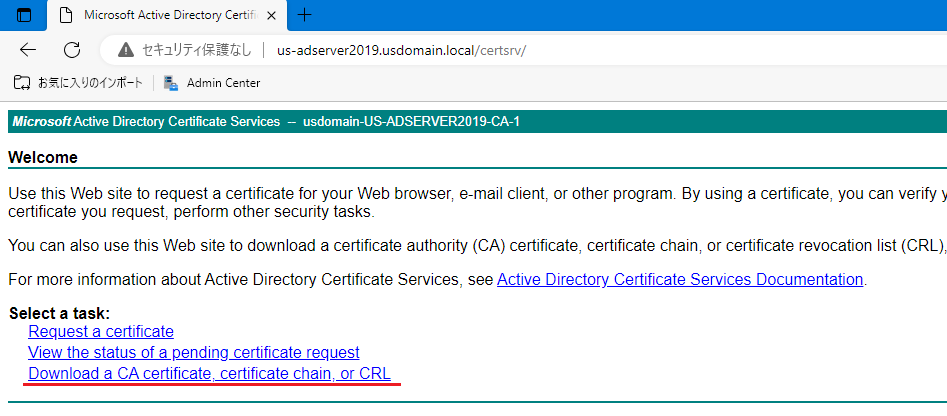 Microsoft Active Directory Certifi
セキュリティ保護なし
us-adserver2019.usdomain.local/certsrv/
お気に入りのインポート
Admin Center
Microsoft Active Directory Certificate Services -- usdomain-US-ADSERVER2019-CA-1
Welcome
Use this Web site to request a certificate for your Web browser, e-mail client, or other program. By using a certificate, you can verify y
certificate you request, perform other security tasks.
You can also use this Web site to download a certificate authority (CA) certificate, certificate chain, or certificate revocation list (CRL),
For more information about Active Directory Certificate Services, see Active Directory Certificate Services Documentation.
Select a task:
Request a certificate
View the status of a pending certificate request
Download a CA certificate, certificate chain, or CRL